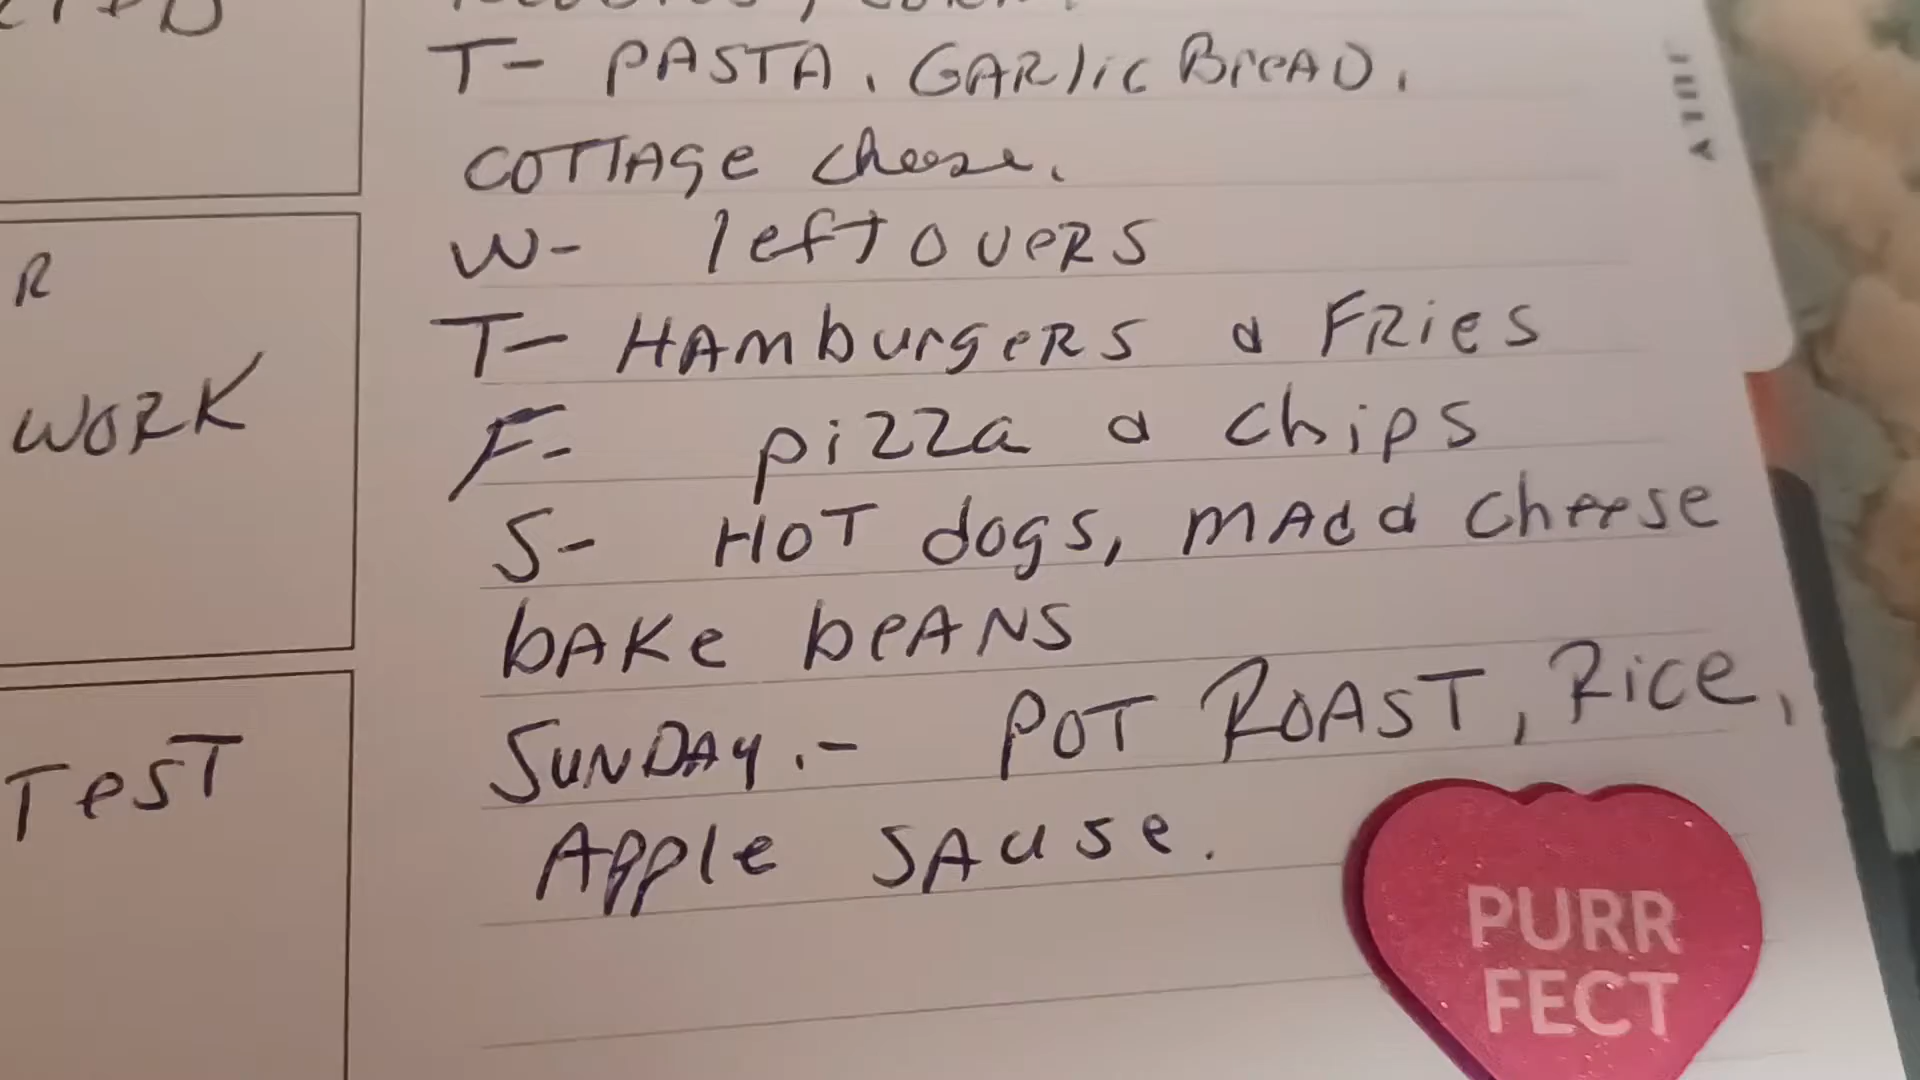 T- PASTA, GARlic BreAD,
COTTAge cheese.
W- leftovers
T- HAmburgeRS & FRies
F- pizza & chips
S- HOT dogs, mAc & cheese
bAKe beANS
SUNDAY.- POT ROAST, Rice,
Apple SAuse.
R
WORK
TesT
JULY
PURR
FECT